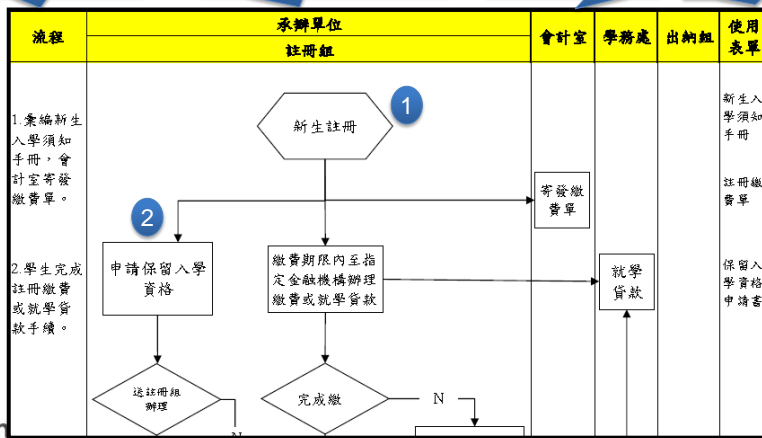 流程
承辦單位
註冊組
會計室
學務處
出納組
使用
表單
1.彙編新生
入學須知
手冊，會
計室寄發
繳費單。
2.學生完成
註冊繳費
或就學貸
款手續。
新生註冊
1
2
申請保留入學
資格
繳費期限內至指
定金融機構辦理
繳費或就學貸款
寄發繳
費單
就學
貸款
送註冊組
辦理
完成繳
N
N
新生入
學須知
手冊
註冊繳
費單
保留入
學資格
申請書